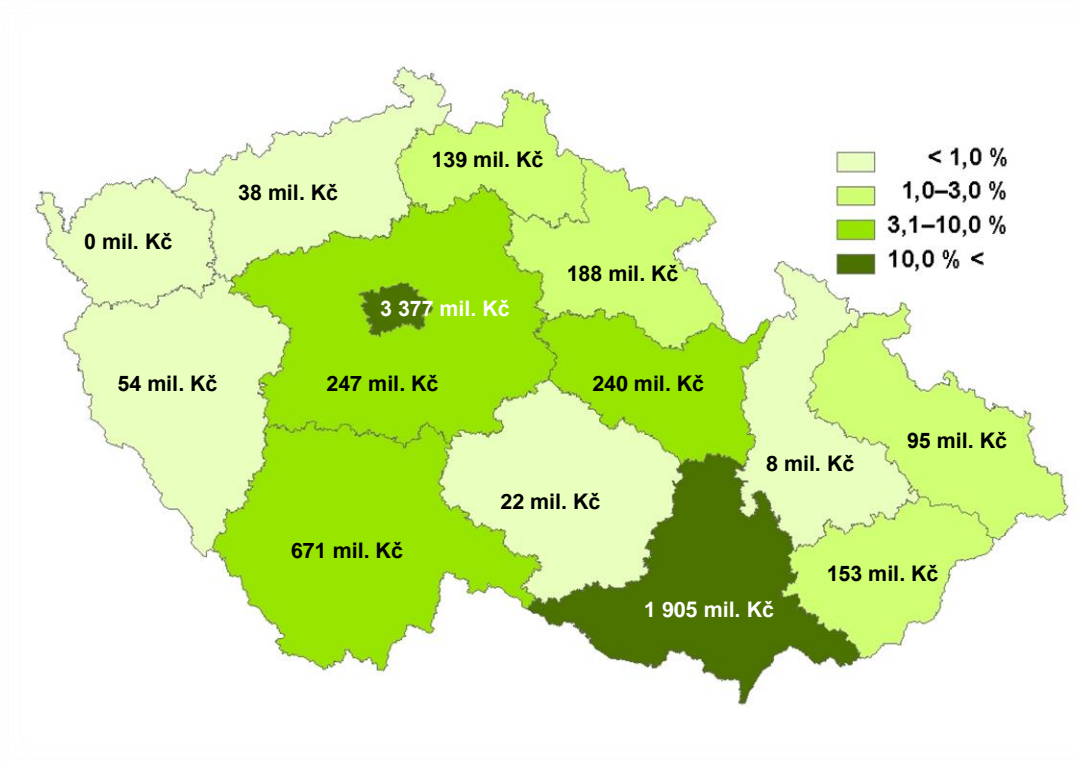 139 mil. Kč
38 mil. Kč
0 mil. Kč
188 mil. Kč
3 377 mil. Kč
54 mil. Kč
247 mil. Kč
240 mil. Kč
95 mil. Kč
8 mil. Kč
22 mil. Kč
671 mil. Kč
153 mil. Kč
1 905 mil. Kč
< 1,0 %
1,0–3,0 %
3,1–10,0 %
10,0 % <